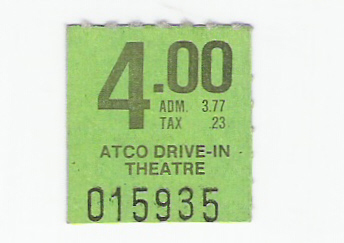 4.00
ADM. 3.77
TAX .23
ATCO DRIVE-IN
THEATRE
015935